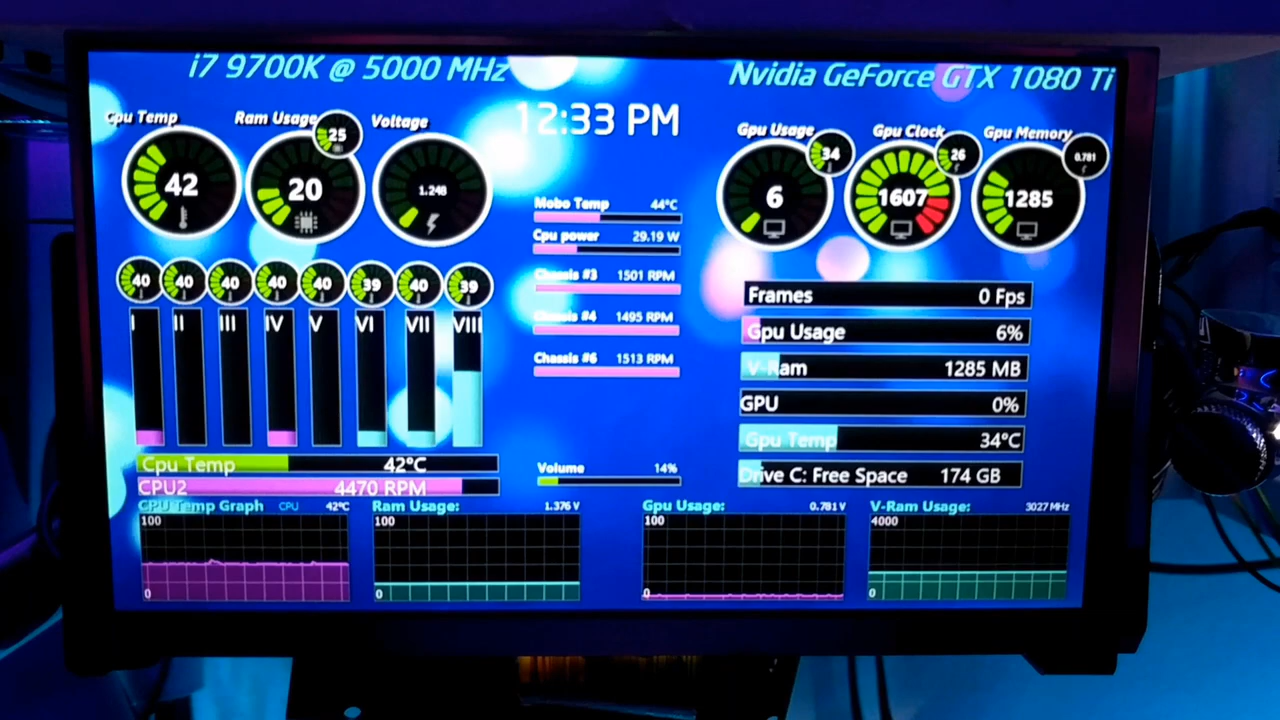 i7 9700K @ 5000 MHz
Nvidia GeForce GTX 1080 Ti
12:33 PM
Cpu Temp
Ram Usage
Voltage
Gpu Usage
Gpu Clock
Gpu Memory
42
25
20
1.248
34
6
26
1607
0.781
1285
Mobo Temp 44°C
Cpu power 29.19 W
Chassis #3 1501 RPM
Chassis #4 1495 RPM
Chassis #6 1513 RPM
40 40 40 40 40 39 40 39
I II III IV V VI VII VIII
Frames 0 Fps
Gpu Usage 6%
V-Ram 1285 MB
GPU 0%
Gpu Temp 34°C
Drive C: Free Space 174 GB
Cpu Temp 42°C
CPU2 4470 RPM
Volume 14%
CPU Temp Graph CPU 42°C
100
0
Ram Usage: 1.376 V
100
0
Gpu Usage: 0.781 V
100
0
V-Ram Usage: 3027 MHz
4000
0